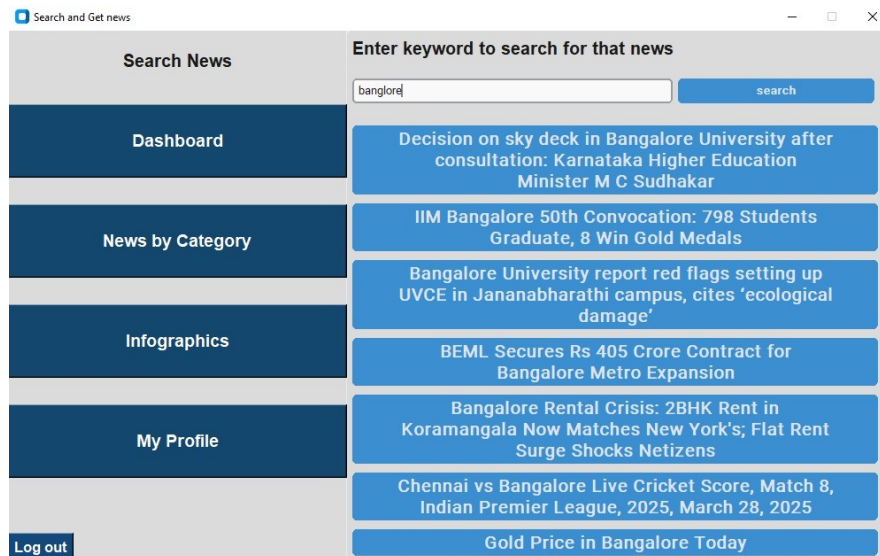 Search and Get news
Search News
Dashboard
News by Category
Infographics
My Profile
Log out
Enter keyword to search for that news
banglore
search
Decision on sky deck in Bangalore University after
consultation: Karnataka Higher Education
Minister M C Sudhakar
IIM Bangalore 50th Convocation: 798 Students
Graduate, 8 Win Gold Medals
Bangalore University report red flags setting up
UVCE in Jananabharathi campus, cites ‘ecological
damage’
BEML Secures Rs 405 Crore Contract for
Bangalore Metro Expansion
Bangalore Rental Crisis: 2BHK Rent in
Koramangala Now Matches New York's; Flat Rent
Surge Shocks Netizens
Chennai vs Bangalore Live Cricket Score, Match 8,
Indian Premier League, 2025, March 28, 2025
Gold Price in Bangalore Today